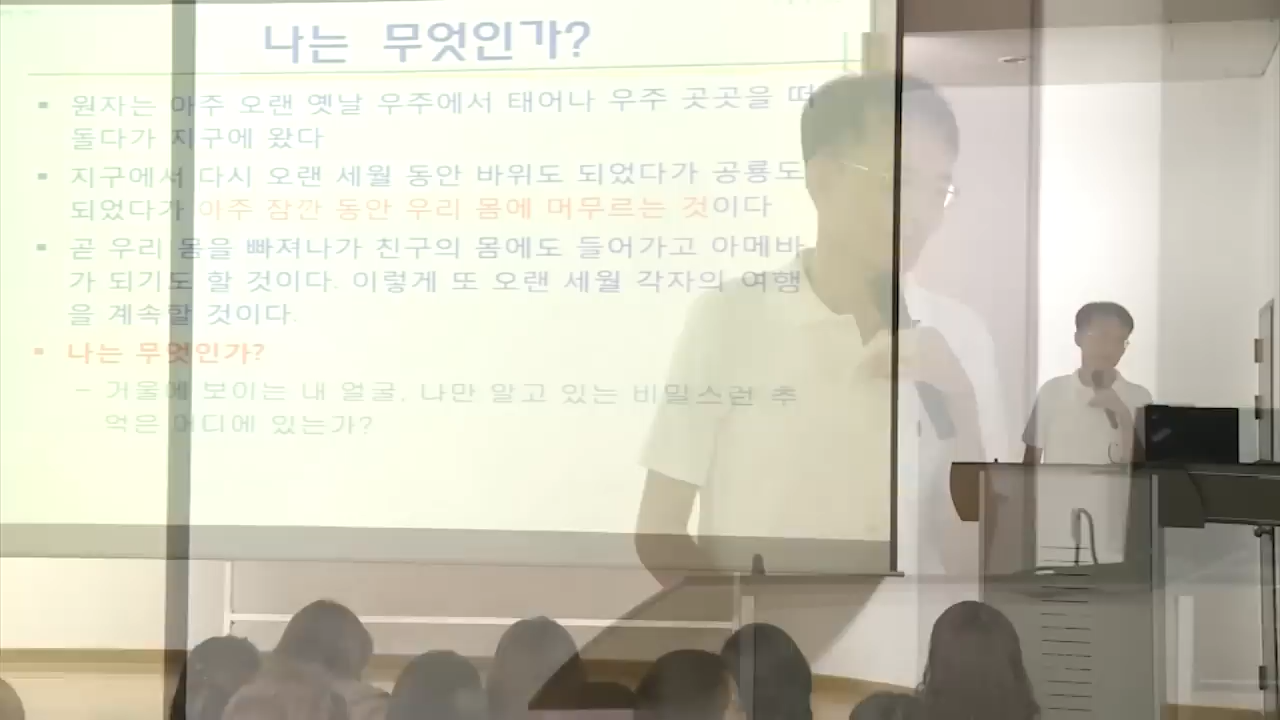 나는 무엇인가?
▪ 원자는 아주 오랜 옛날 우주에서 태어나 우주 곳곳을 떠
돌다가 지구에 왔다
▪ 지구에서 다시 오랜 세월 동안 바위도 되었다가 공룡도
되었다가 아주 잠깐 동안 우리 몸에 머무르는 것이다
▪ 곧 우리 몸을 빠져나가 친구의 몸에도 들어가고 아메바
가 되기도 할 것이다. 이렇게 또 오랜 세월 각자의 여행
을 계속할 것이다.
▪ 나는 무엇인가?
– 거울에 보이는 내 얼굴, 나만 알고 있는 비밀스런 추
억은 어디에 있는가?